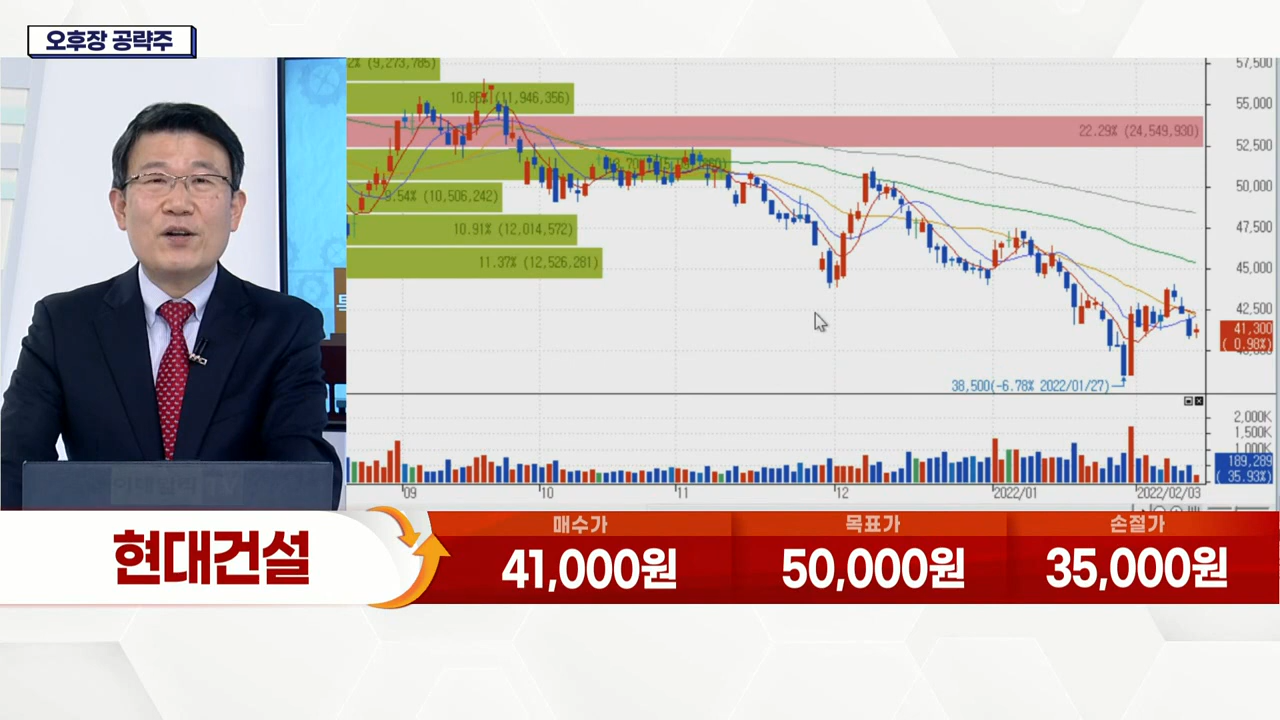 오후장 공략주
57,500
(9,273,785)
55,000
(11,946,356)
22.29% (24,549,930)
52,500
50,000
9.54% (10,506,242)
47,500
10.91% (12,014,572)
45,000
11.37% (12,526,281)
42,500
41,300
( 0.98%)
38,500(-6.78% 2022/01/27)
2,000K
1,500K
1,000K
189,289
( 35.93%)
09 10 11 12 2022/01 2022/02/03
현대건설
매수가 목표가 손절가
41,000원 50,000원 35,000원